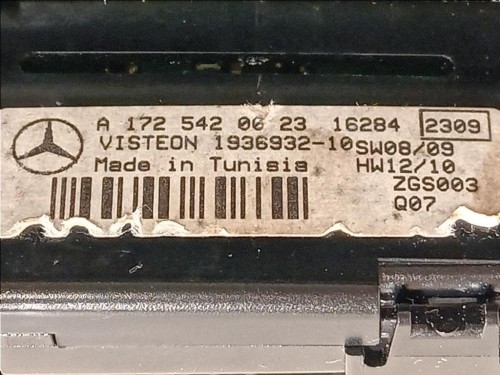 A 172 542 06 23 16284 2309
VISTEON 1936932-10 SW08/09
Made in Tunisia HW12/10
ZGS003
Q07